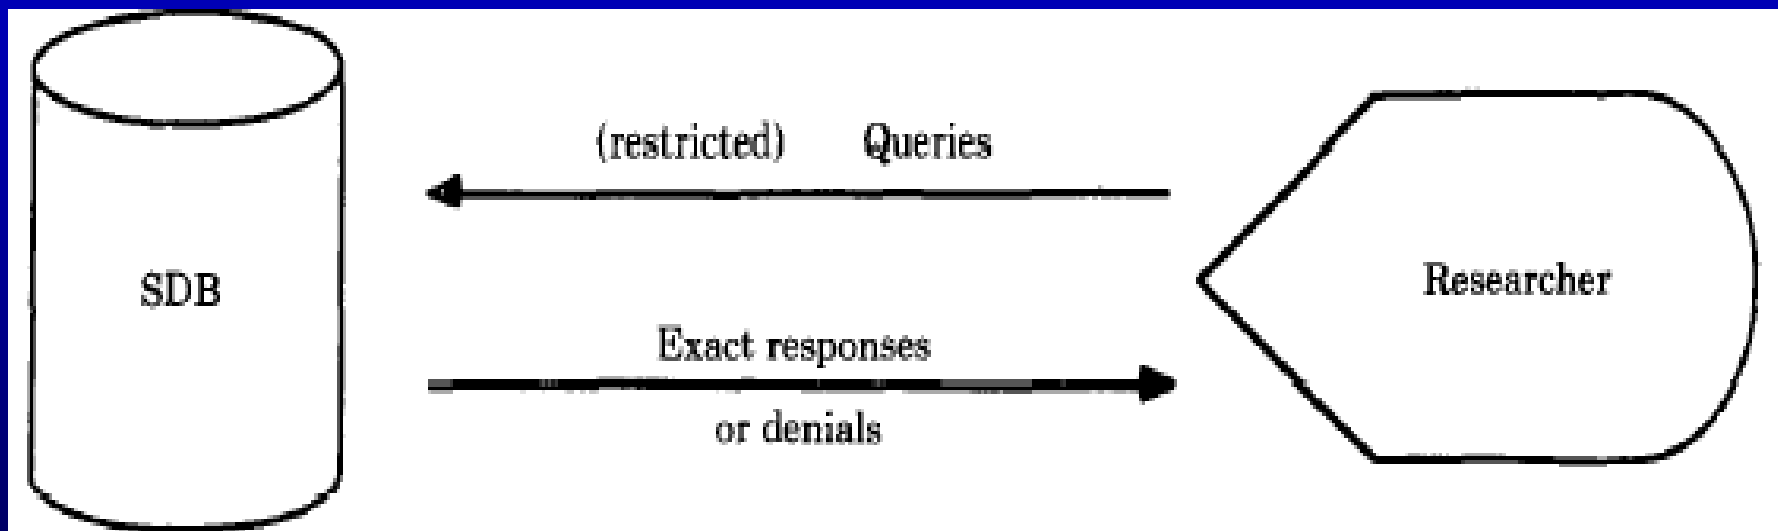 (restricted) Queries
SDB
Researcher
Exact responses
or denials